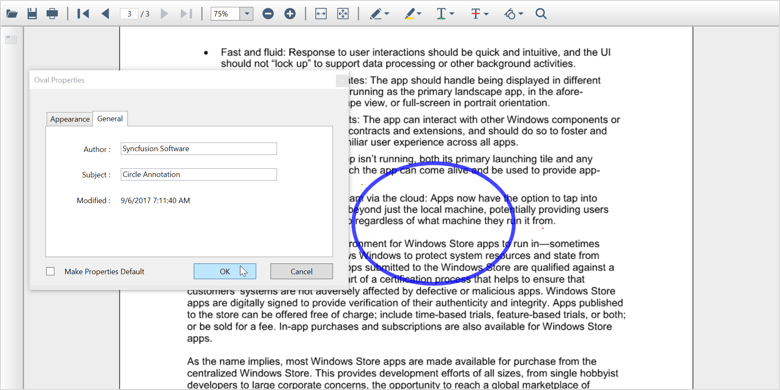 3 / 3 75%
• Fast and fluid: Response to user interactions should be quick and intuitive, and the UI
should not “lock up” to support data processing or other background activities.
Oval Properties
Appearance General
Author : Syncfusion Software
Subject : Circle Annotation
Modified : 9/6/2017 7:11:40 AM
Make Properties Default OK Cancel
The app should handle being displayed in different
running as the primary landscape app, in the afore-
view, or full-screen in portrait orientation.
The app can interact with other Windows components or
contracts and extensions, and should do so to foster and
user experience across all apps.
isn’t running, both its primary launching tile and any
the app can come alive and be used to provide app-
via the cloud: Apps now have the option to tap into
beyond just the local machine, potentially providing users
regardless of what machine they run it from.
for Windows Store apps to run in—sometimes
Windows to protect system resources and state from
submitted to the Windows Store are qualified against a
of a certification process that helps to ensure that
customers’ systems are not adversely affected by defective or malicious apps. Windows Store
apps are digitally signed to provide verification of their authenticity and integrity. Apps published
to the store can be offered free of charge; include time-based trials, feature-based trials, or both;
or be sold for a fee. In-app purchases and subscriptions are also available for Windows Store
apps.
As the name implies, most Windows Store apps are made available for purchase from the
centralized Windows Store. This provides development efforts of all sizes, from single hobbyist
developers to large corporate concerns, the opportunity to reach a global marketplace of